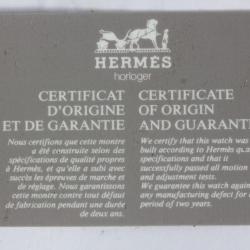 HERMÈS
horloger
CERTIFICAT
D'ORIGINE
ET DE GARANTIE
Nous certifions que cette montre
a été construite selon des
spécifications de qualité propres
à Hermès, et qu'elle a subi avec
succès les épreuves de marche et
de réglage. Nous garantissons
cette montre contre tout défaut
de fabrication pendant une durée
de deux ans.
CERTIFICATE
OF ORIGIN
AND GUARANTE
We certify that this watch was
built according to Hermès qua
specifications and that it
successfully passed all motion
and adjustment tests.
We guarantee this watch again
any manufacturing defect for a
period of two years.